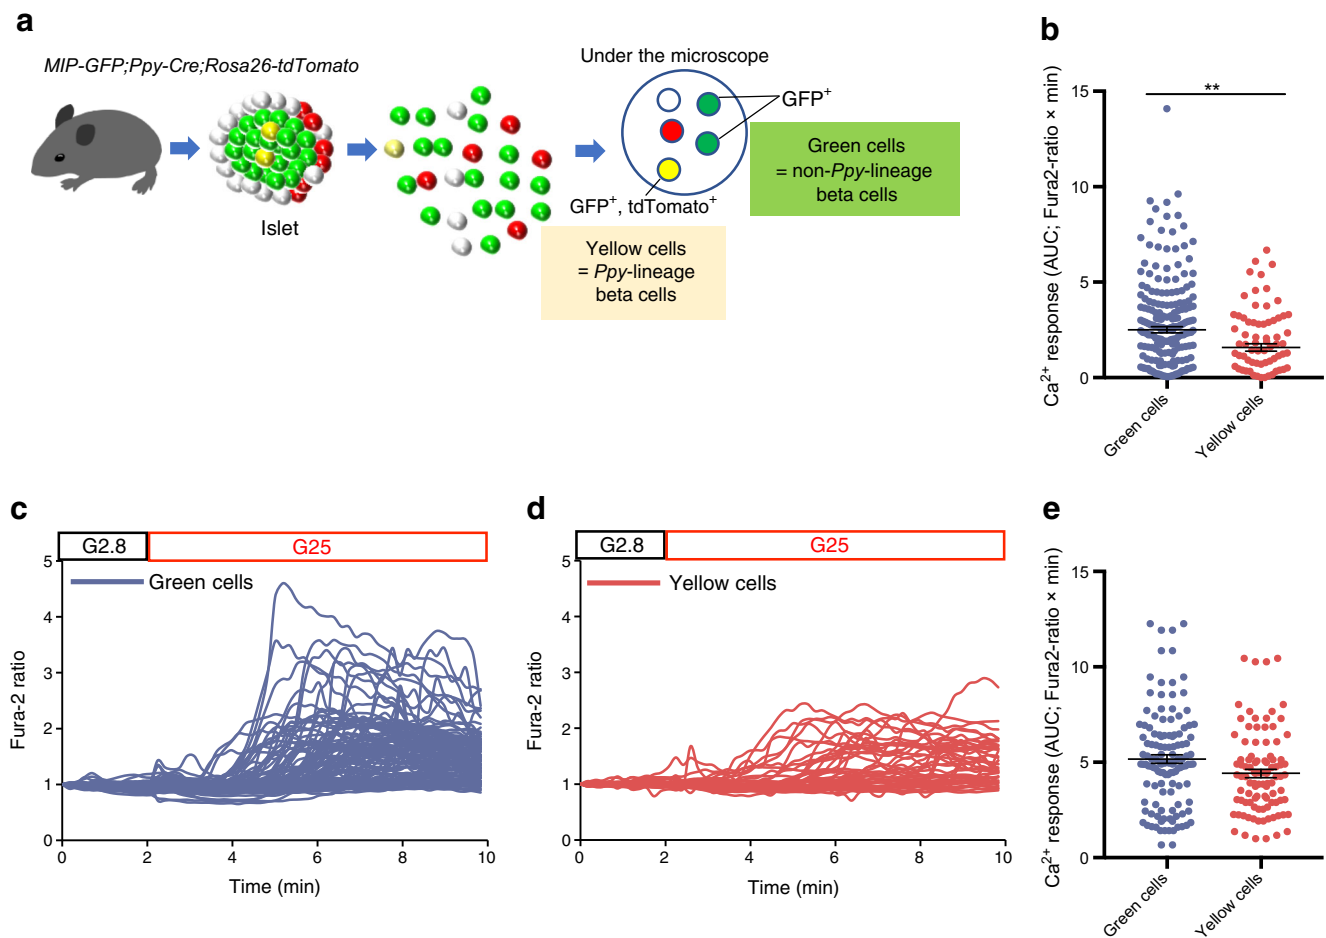 a
MIP-GFP;Ppy-Cre;Rosa26-tdTomato
Islet
Under the microscope
GFP⁺
GFP⁺, tdTomato⁺
Green cells
= non-Ppy-lineage
beta cells
Yellow cells
= Ppy-lineage
beta cells
b
Ca²⁺ response (AUC; Fura2-ratio × min)
15
10
5
0
**
Green cells
Yellow cells
c
G2.8
G25
Green cells
Fura-2 ratio
5
4
3
2
1
0
0 2 4 6 8 10
Time (min)
d
G2.8
G25
Yellow cells
Fura-2 ratio
5
4
3
2
1
0
0 2 4 6 8 10
Time (min)
e
Ca²⁺ response (AUC; Fura2-ratio × min)
15
10
5
0
Green cells
Yellow cells